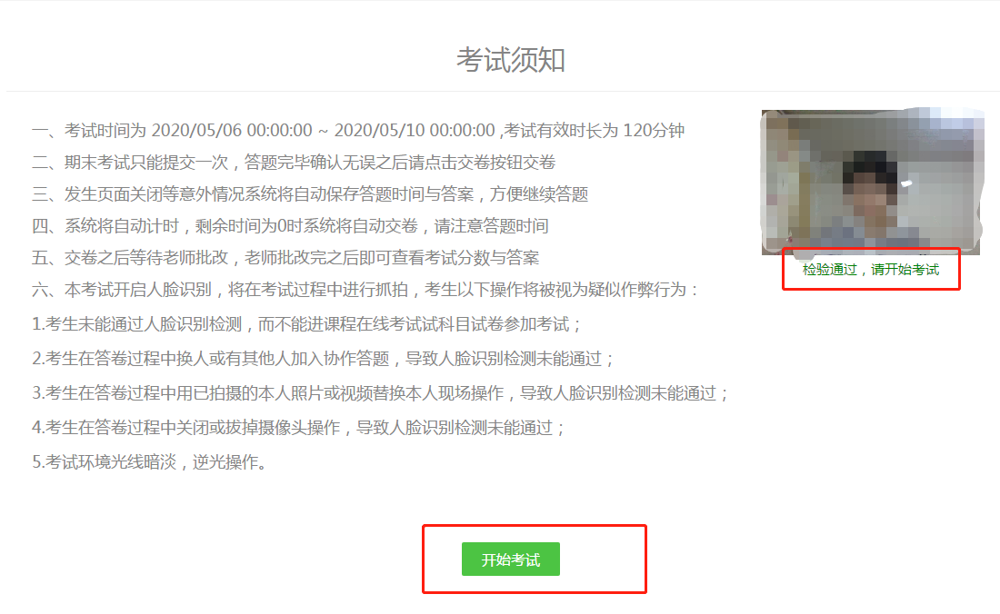 考试须知
一、考试时间为 2020/05/06 00:00:00 ~ 2020/05/10 00:00:00 ,考试有效时长为 120分钟
二、期末考试只能提交一次，答题完毕确认无误之后请点击交卷按钮交卷
三、发生页面关闭等意外情况系统将自动保存答题时间与答案，方便继续答题
四、系统将自动计时，剩余时间为0时系统将自动交卷，请注意答题时间
五、交卷之后等待老师批改，老师批改完之后即可查看考试分数与答案
六、本考试开启人脸识别，将在考试过程中进行抓拍，考生以下操作将被视为疑似作弊行为：
1.考生未能通过人脸识别检测，而不能进课程在线考试试科目试卷参加考试；
2.考生在答卷过程中换人或有其他人加入协作答题，导致人脸识别检测未能通过；
3.考生在答卷过程中用已拍摄的本人照片或视频替换本人现场操作，导致人脸识别检测未能通过；
4.考生在答卷过程中关闭或拔掉摄像头操作，导致人脸识别检测未能通过；
5.考试环境光线暗淡，逆光操作。
检验通过，请开始考试
开始考试